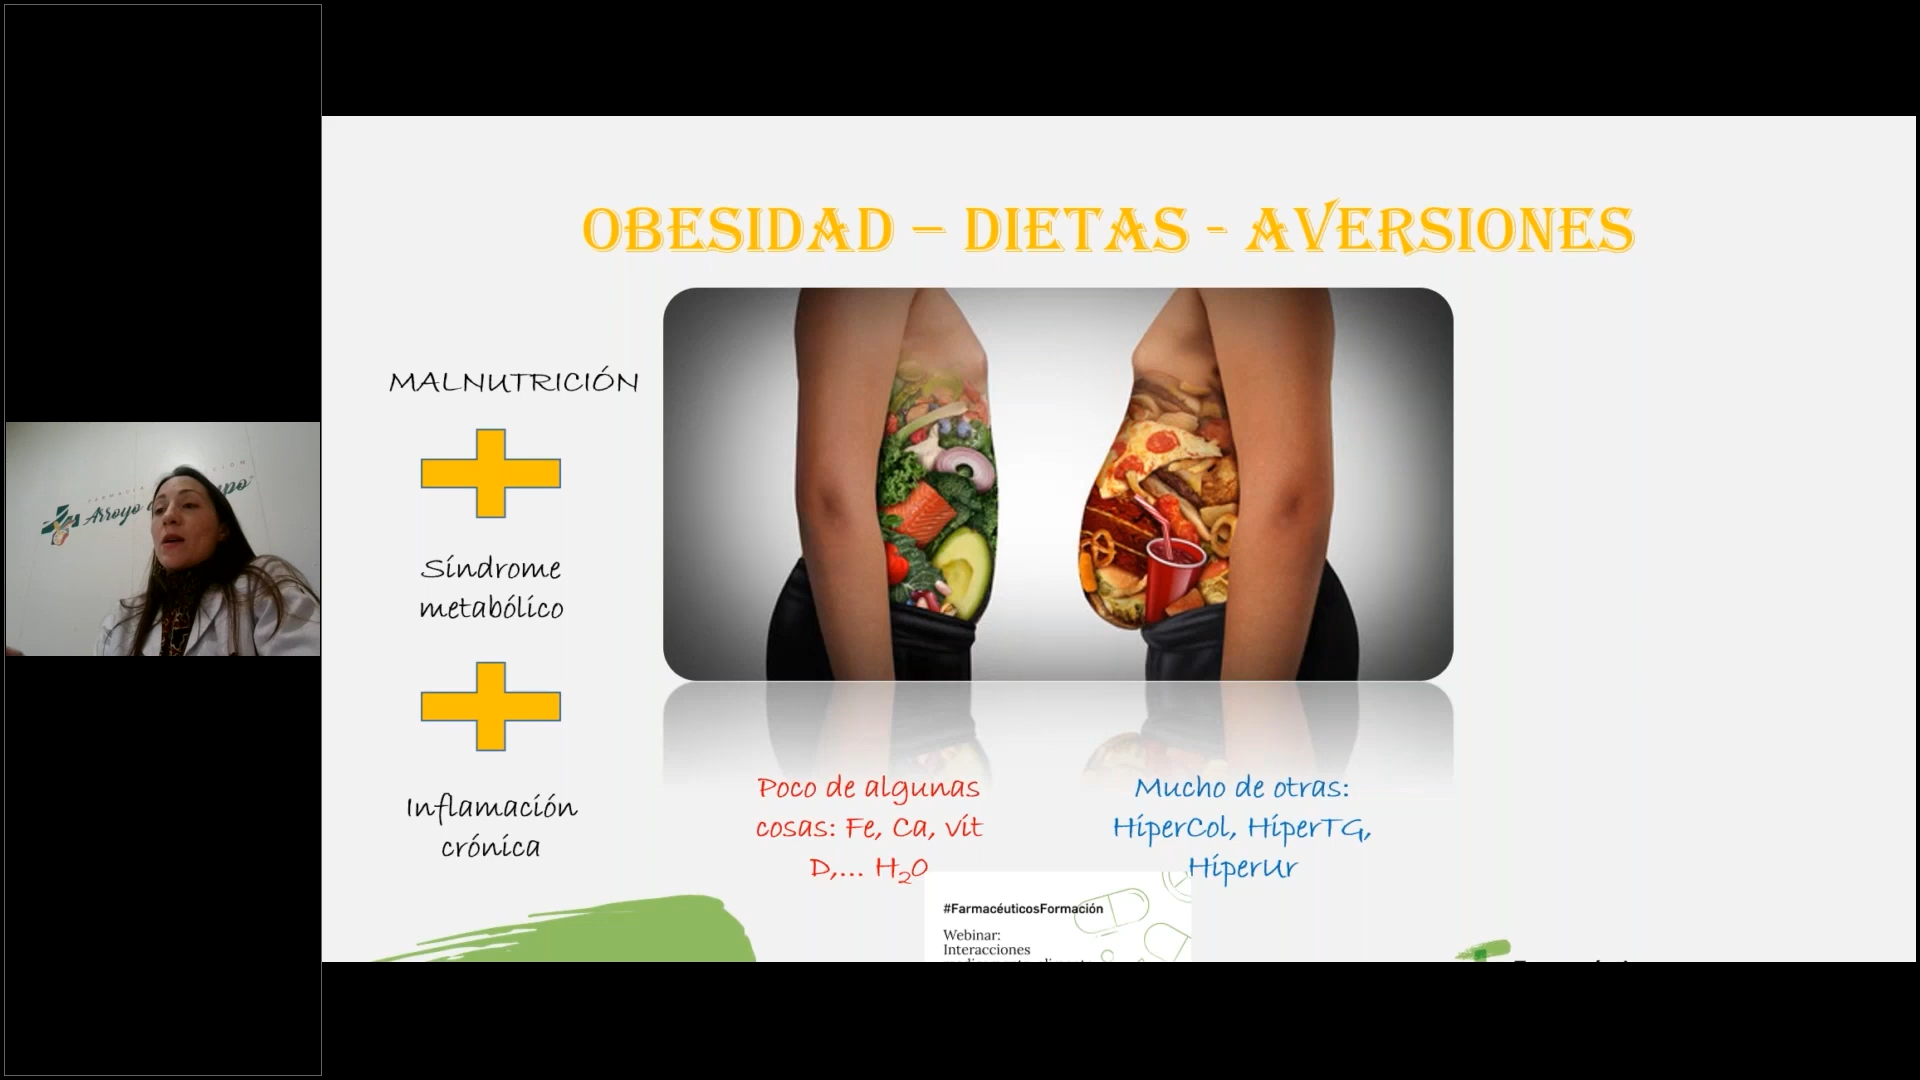 OBESIDAD – DIETAS - AVERSIONES
MALNUTRICIÓN
Síndrome
metabólico
Inflamación
crónica
Poco de algunas
cosas: Fe, Ca, vit
D,... H₂O
Mucho de otras:
HiperCol, HiperTG,
HiperUr
#FarmacéuticosFormación
Webinar:
Interacciones
Arroyo